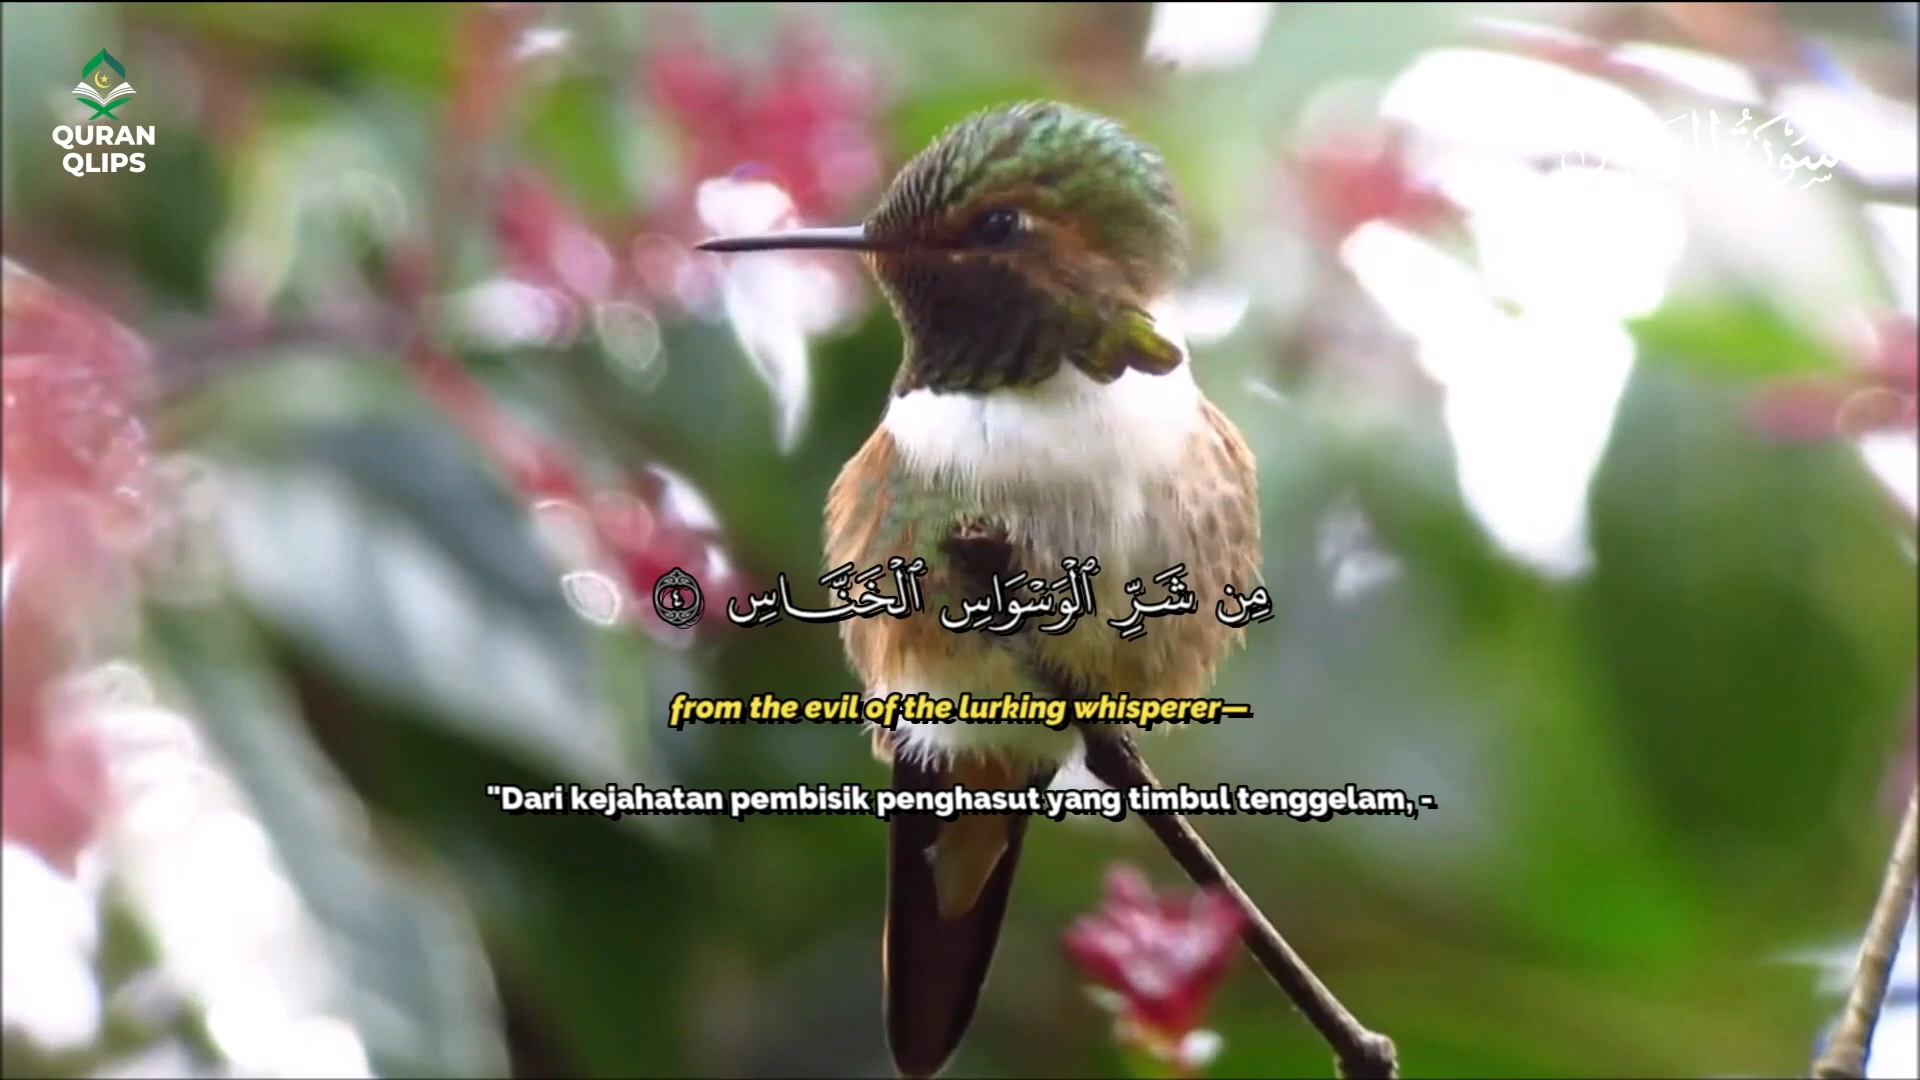 QURAN
QLIPS
سُورَةُ
مِن شَرِّ ٱلْوَسْوَاسِ ٱلْخَنَّاسِ ٤
from the evil of the lurking whisperer—
"Dari kejahatan pembisik penghasut yang timbul tenggelam, -